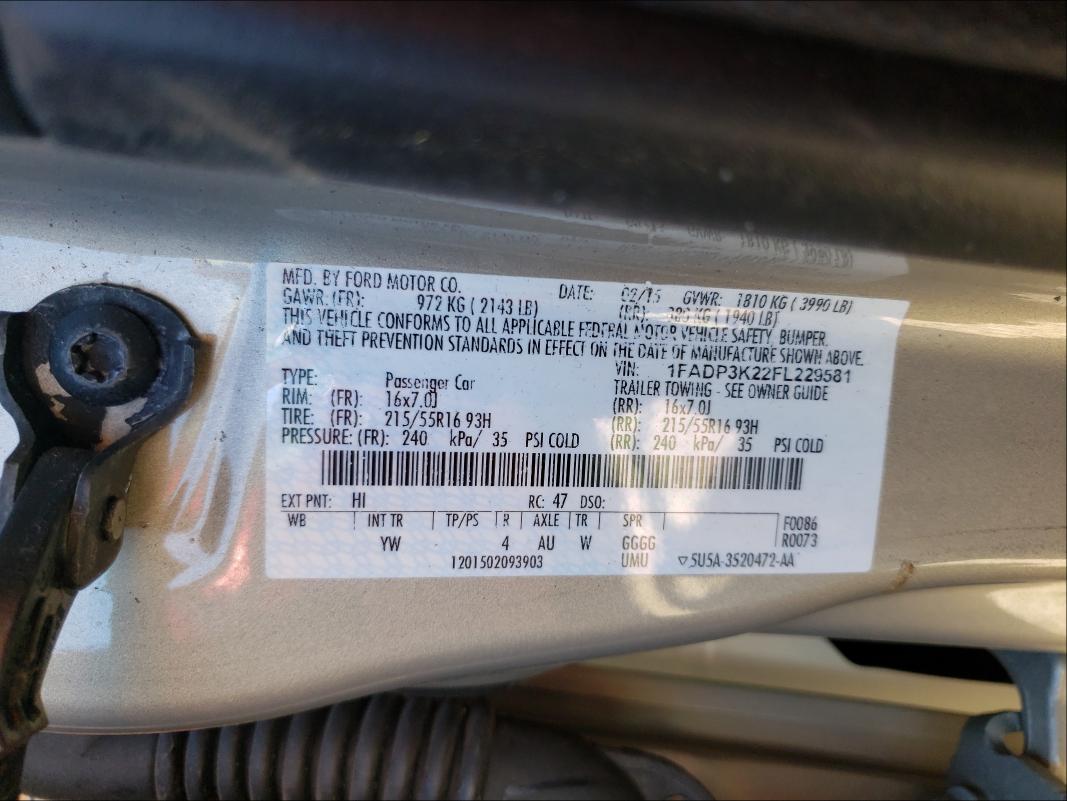 MFD. BY FORD MOTOR CO. DATE: 02/15 GVWR: 1810 KG ( 3990 LB)
GAWR. (FR): 972 KG ( 2143 LB) (RR): 880 KG ( 1940 LB)
THIS VEHICLE CONFORMS TO ALL APPLICABLE FEDERAL MOTOR VEHICLE SAFETY, BUMPER,
AND THEFT PREVENTION STANDARDS IN EFFECT ON THE DATE OF MANUFACTURE SHOWN ABOVE.
VIN: 1FADP3K22FL229581
TYPE: Passenger Car TRAILER TOWING - SEE OWNER GUIDE
RIM: (FR): 16x7.0J (RR): 16x7.0J
TIRE: (FR): 215/55R16 93H (RR): 215/55R16 93H
PRESSURE: (FR): 240 kPa/ 35 PSI COLD (RR): 240 kPa/ 35 PSI COLD
EXT PNT: HI RC: 47 DSO:
WB INT TR TP/PS R AXLE TR SPR F0086
YW 4 AU W GGGG R0073
1201502093903 UMU ▽5U5A-3520472-AA